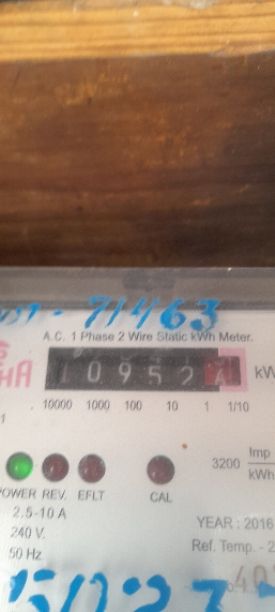 71463
A.C. 1 Phase 2 Wire Static kWh Meter.
10952
10000 1000 100 10 1 1/10
POWER REV. EFLT CAL
3200 Imp
kWh
2.5-10 A
240 V.
50 Hz
YEAR : 2016
Ref. Temp. - 2